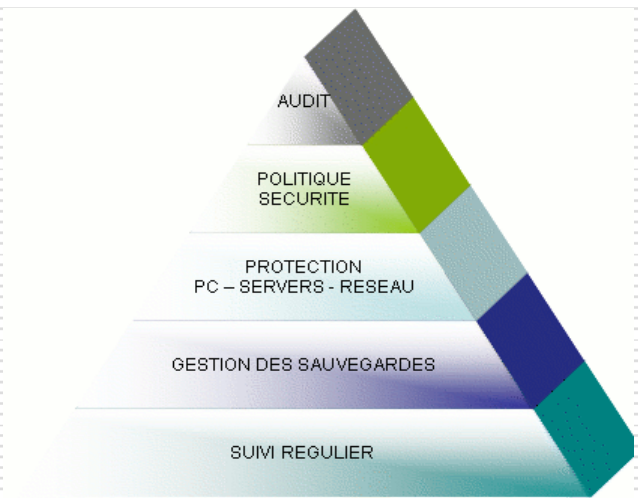 AUDIT
POLITIQUE
SECURITE
PROTECTION
PC – SERVERS - RESEAU
GESTION DES SAUVEGARDES
SUIVI REGULIER